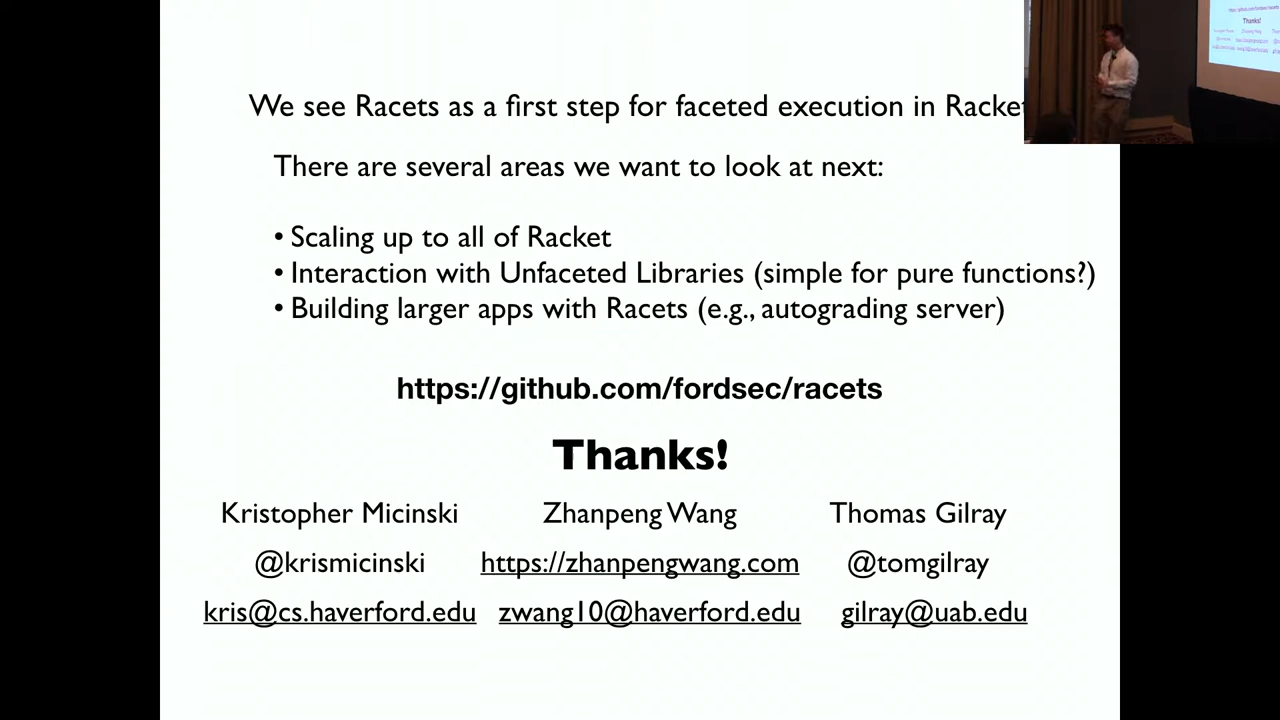 We see Racets as a first step for faceted execution in Racke
There are several areas we want to look at next:
• Scaling up to all of Racket
• Interaction with Unfaceted Libraries (simple for pure functions?)
• Building larger apps with Racets (e.g., autograding server)
https://github.com/fordsec/racets
Thanks!
Kristopher Micinski Zhanpeng Wang Thomas Gilray
@krismicinski https://zhanpengwang.com @tomgilray
kris@cs.haverford.edu zwang10@haverford.edu gilray@uab.edu
Thanks!